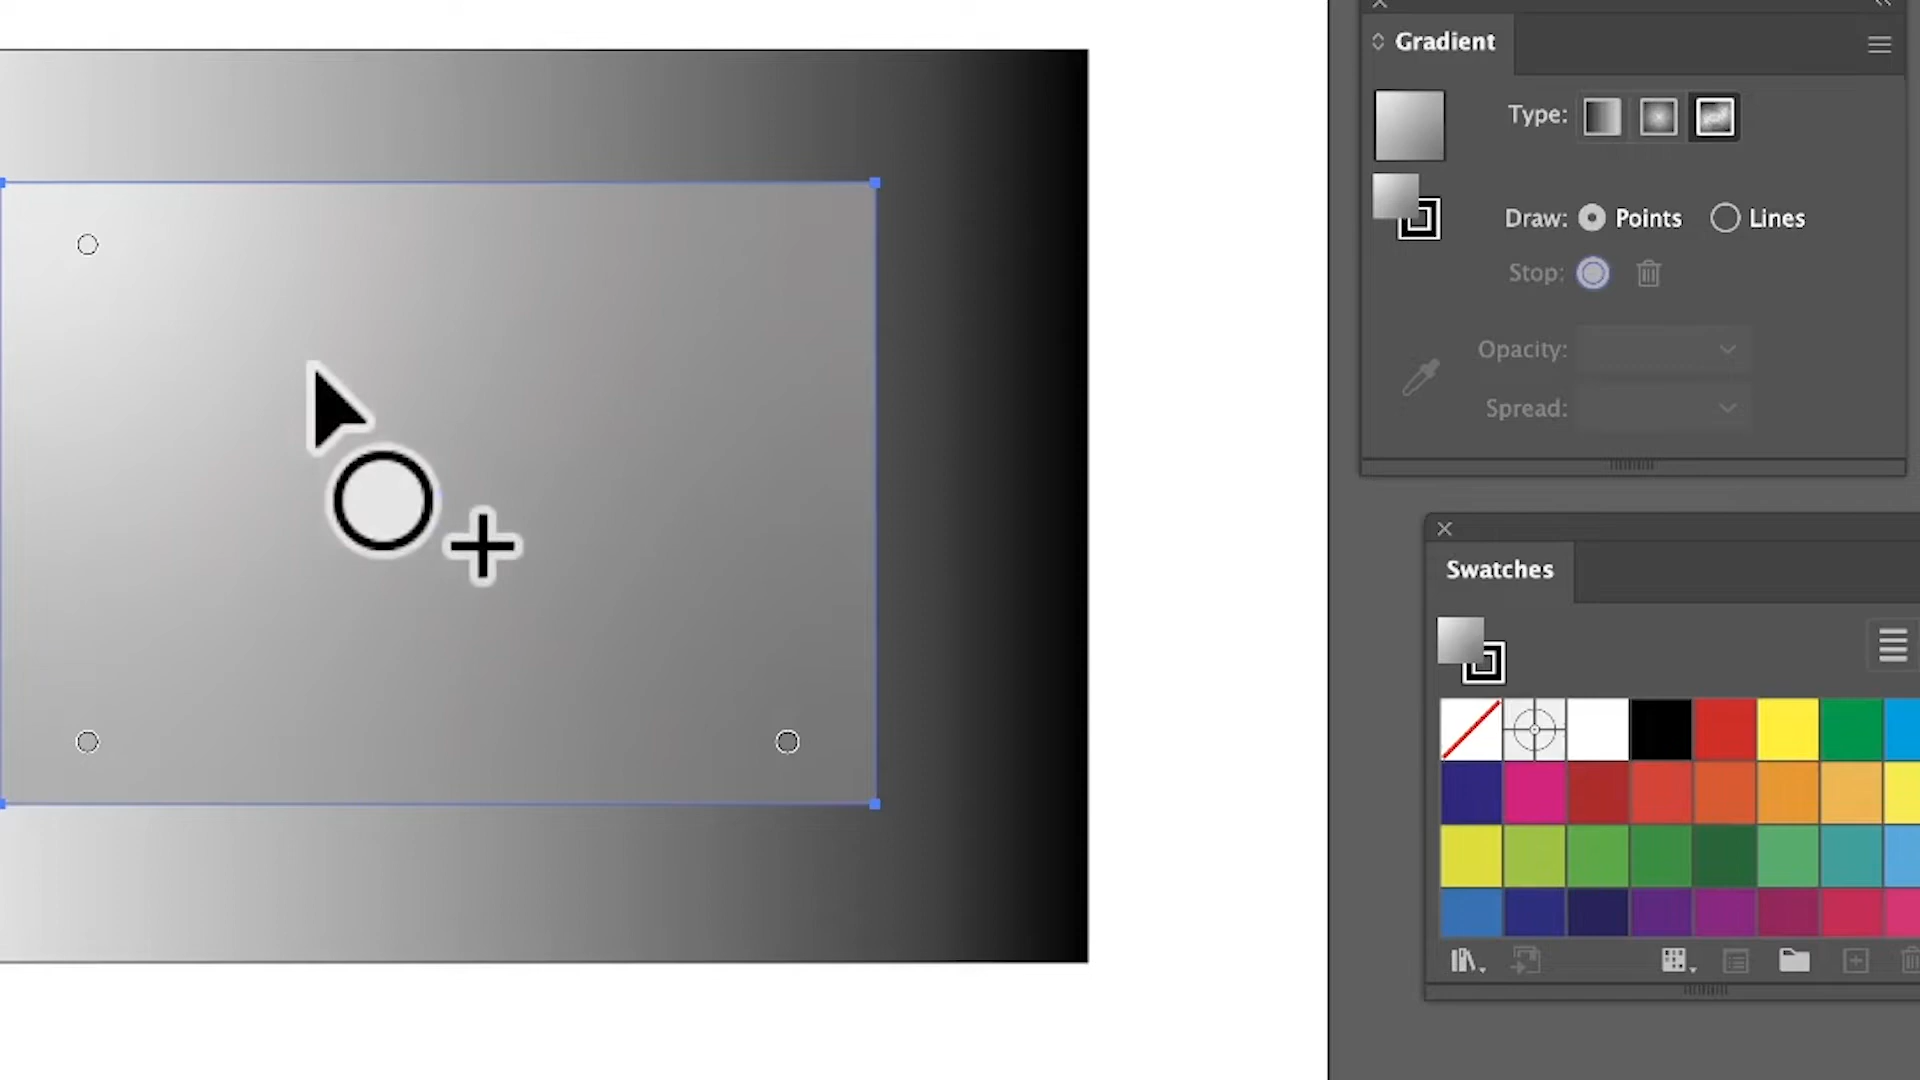 Gradient
Type:
Draw: Points Lines
Stop:
Opacity:
Spread:
Swatches